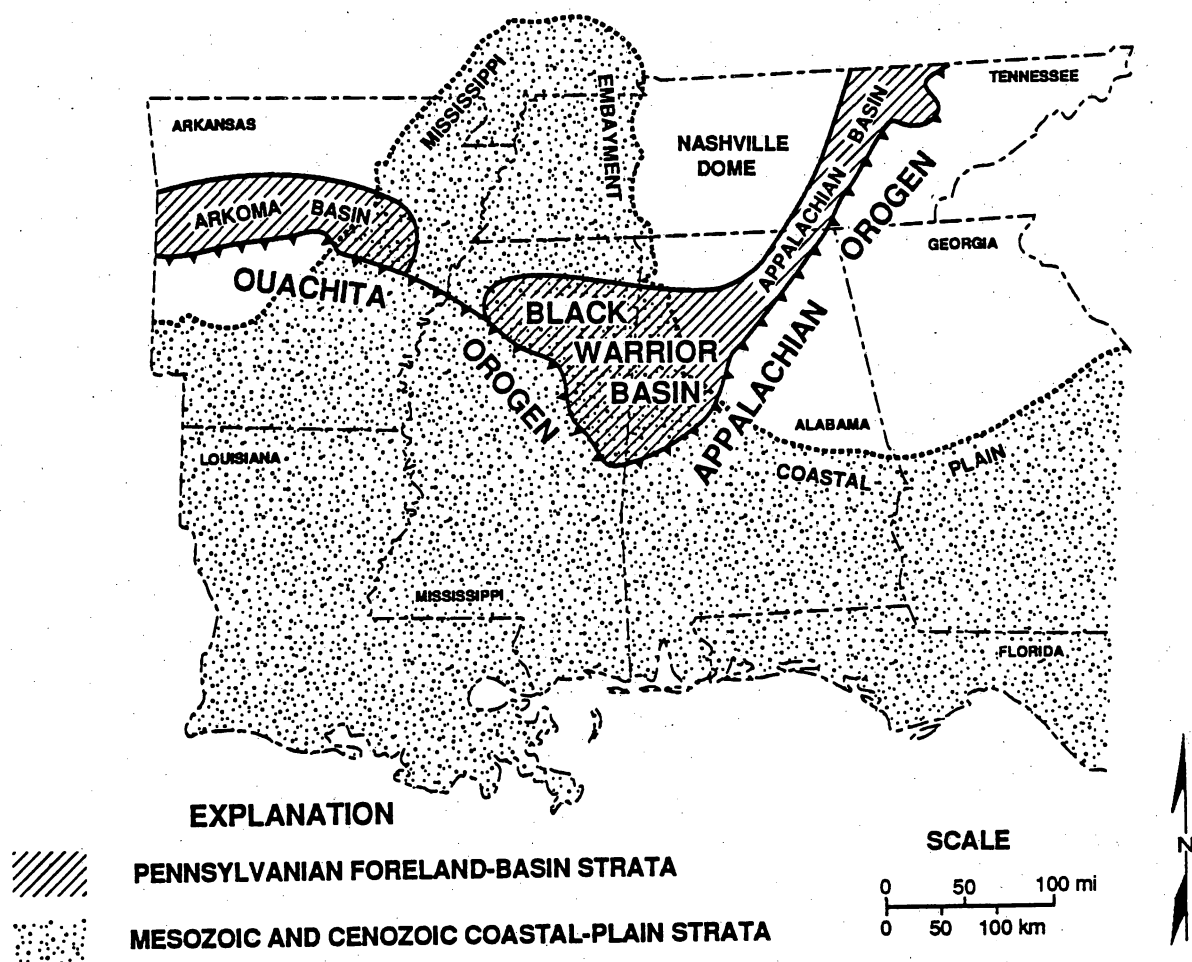 MISSISSIPPI
EMBAYMENT
TENNESSEE
ARKANSAS
NASHVILLE
DOME
APPALACHIAN BASIN
ARKOMA BASIN
APPALACHIAN OROGEN
GEORGIA
OUACHITA
OROGEN
BLACK
WARRIOR
BASIN
ALABAMA
LOUISIANA
COASTAL PLAIN
MISSISSIPPI
FLORIDA
EXPLANATION
PENNSYLVANIAN FORELAND-BASIN STRATA
MESOZOIC AND CENOZOIC COASTAL-PLAIN STRATA
SCALE
0 50 100 mi
0 50 100 km
N